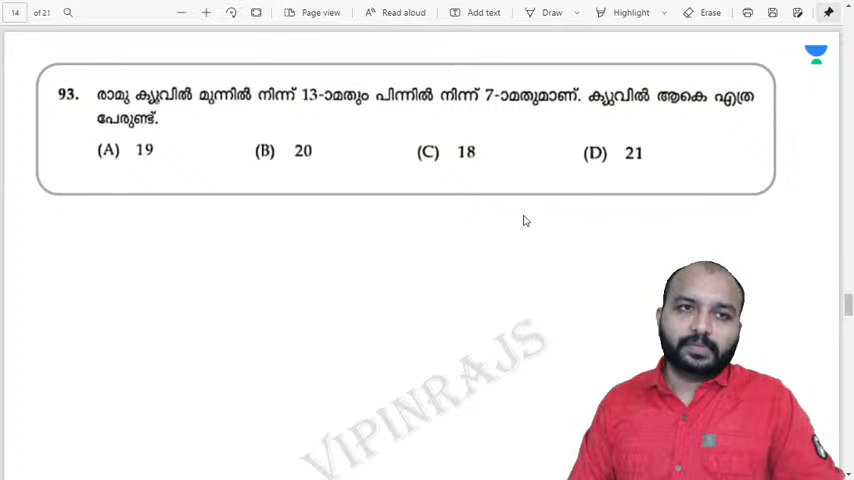 14 of 21 Page view Read aloud Add text Draw Highlight Erase
93. രാമു ക്യൂവിൽ മുന്നിൽ നിന്ന് 13-ാമതും പിന്നിൽ നിന്ന് 7-ാമതുമാണ്. ക്യുവിൽ ആകെ എത്ര
പേരുണ്ട്.
(A) 19 (B) 20 (C) 18 (D) 21
VIPINRAJS